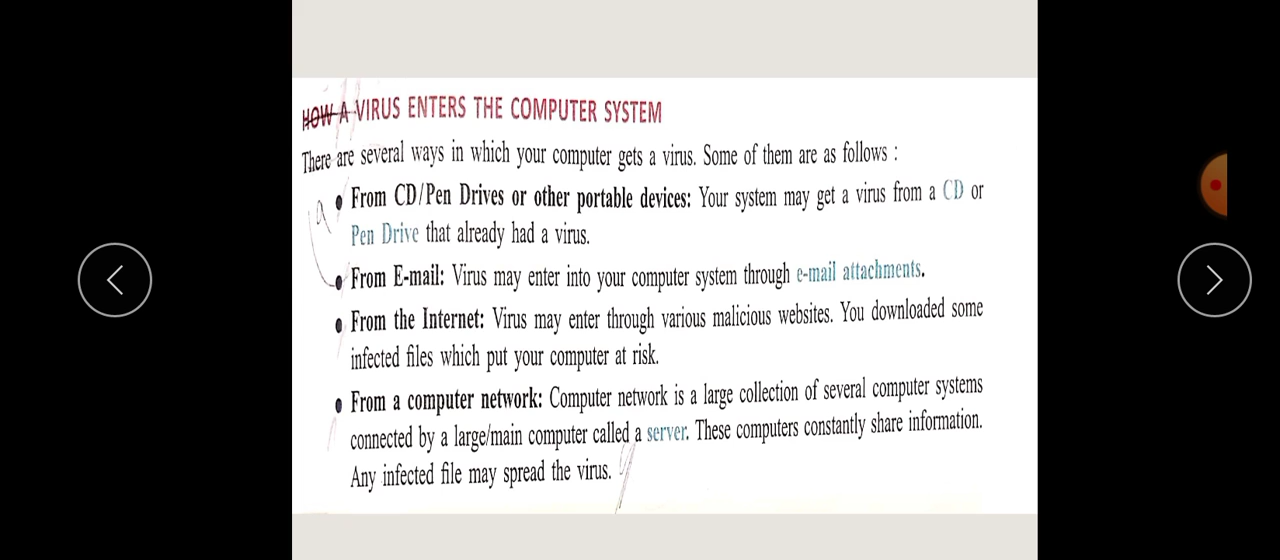 HOW A VIRUS ENTERS THE COMPUTER SYSTEM
There are several ways in which your computer gets a virus. Some of them are as follows :
• From CD/Pen Drives or other portable devices: Your system may get a virus from a CD or
Pen Drive that already had a virus.
• From E-mail: Virus may enter into your computer system through e-mail attachments.
• From the Internet: Virus may enter through various malicious websites. You downloaded some
infected files which put your computer at risk.
• From a computer network: Computer network is a large collection of several computer systems
connected by a large/main computer called a server. These computers constantly share information.
Any infected file may spread the virus.